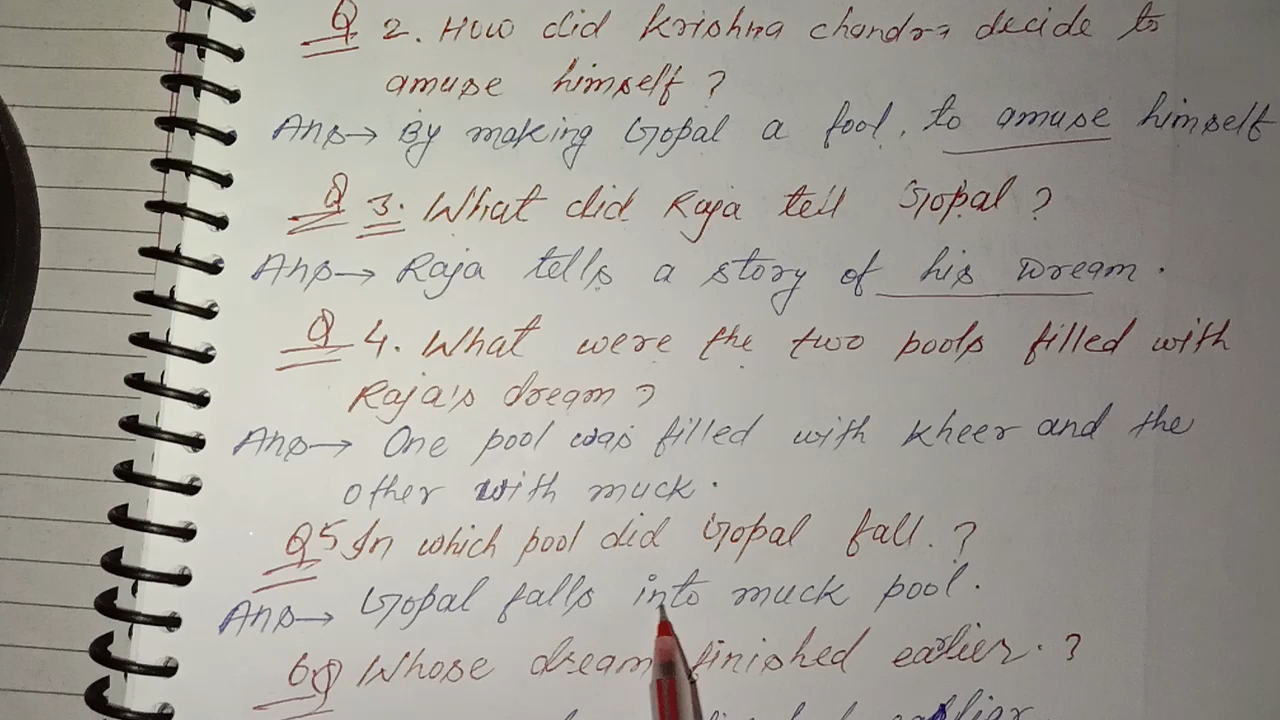 Q 2. How did Krishna chandra decide to
amuse himself ?
Ans→ By making Gopal a fool, to amuse himself
Q 3. What did Raja tell Gopal ?
Ans→ Raja tells a story of his Dream.
Q 4. What were the two pools filled with
Raja's dream ?
Ans→ One pool was filled with kheer and the
other with muck.
Q5 In which pool did Gopal fall. ?
Ans→ Gopal falls into muck pool.
6Q Whose dream finished earlier. ?
earlier